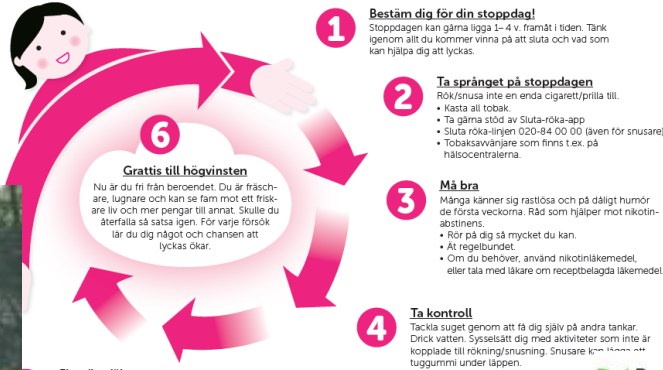 1
Bestäm dig för din stoppdag!
Stoppdagen kan gärna ligga 1–4 v. framåt i tiden. Tänk
igenom allt du kommer vinna på att sluta och vad som
kan hjälpa dig att lyckas.
2
Ta språnget på stoppdagen
Rök/snusa inte en enda cigarett/prilla till.
• Kasta all tobak.
• Ta gärna stöd av Sluta-röka-app
• Sluta röka-linjen 020-84 00 00 (även för snusare)
• Tobaksavvänjare som finns t.ex. på
hälsocentralerna.
3
Må bra
Många känner sig rastlösa och på dåligt humör
de första veckorna. Råd som hjälper mot nikotin-
abstinens.
• Rör på dig så mycket du kan.
• Ät regelbundet.
• Om du behöver, använd nikotinläkemedel,
eller tala med läkare om receptbelagda läkemedel
4
Ta kontroll
Tackla suget genom att få dig själv på andra tankar.
Drick vatten. Sysselsätt dig med aktiviteter som inte är
kopplade till rökning/snusning. Snusare kan lägga ett
tuggummi under läppen.
6
Grattis till högvinsten
Nu är du fri från beroendet. Du är fräsch-
are, lugnare och kan se fam mot ett frisk-
are liv och mer pengar till annat. Skulle du
återfalla så satsa igen. För varje försök
lär du dig något och chansen att
lyckas ökar.